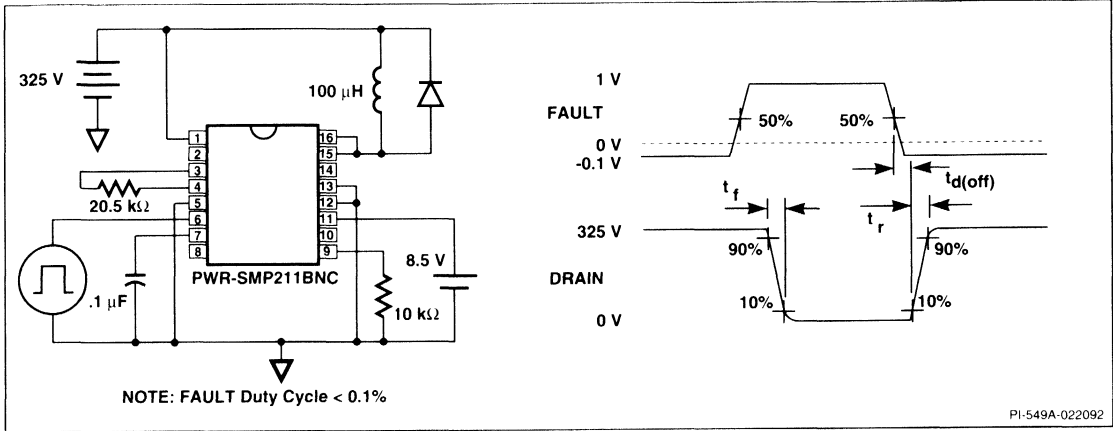 325 V
100 µH
1
2
3
4
5
6
7
8
16
15
14
13
12
11
10
9
20.5 kΩ
PWR-SMP211BNC
.1 µF
8.5 V
10 kΩ
NOTE: FAULT Duty Cycle < 0.1%
1 V
FAULT
50%
50%
0 V
-0.1 V
td(off)
tf
tr
325 V
90%
90%
DRAIN
10%
10%
0 V
PI-549A-022092